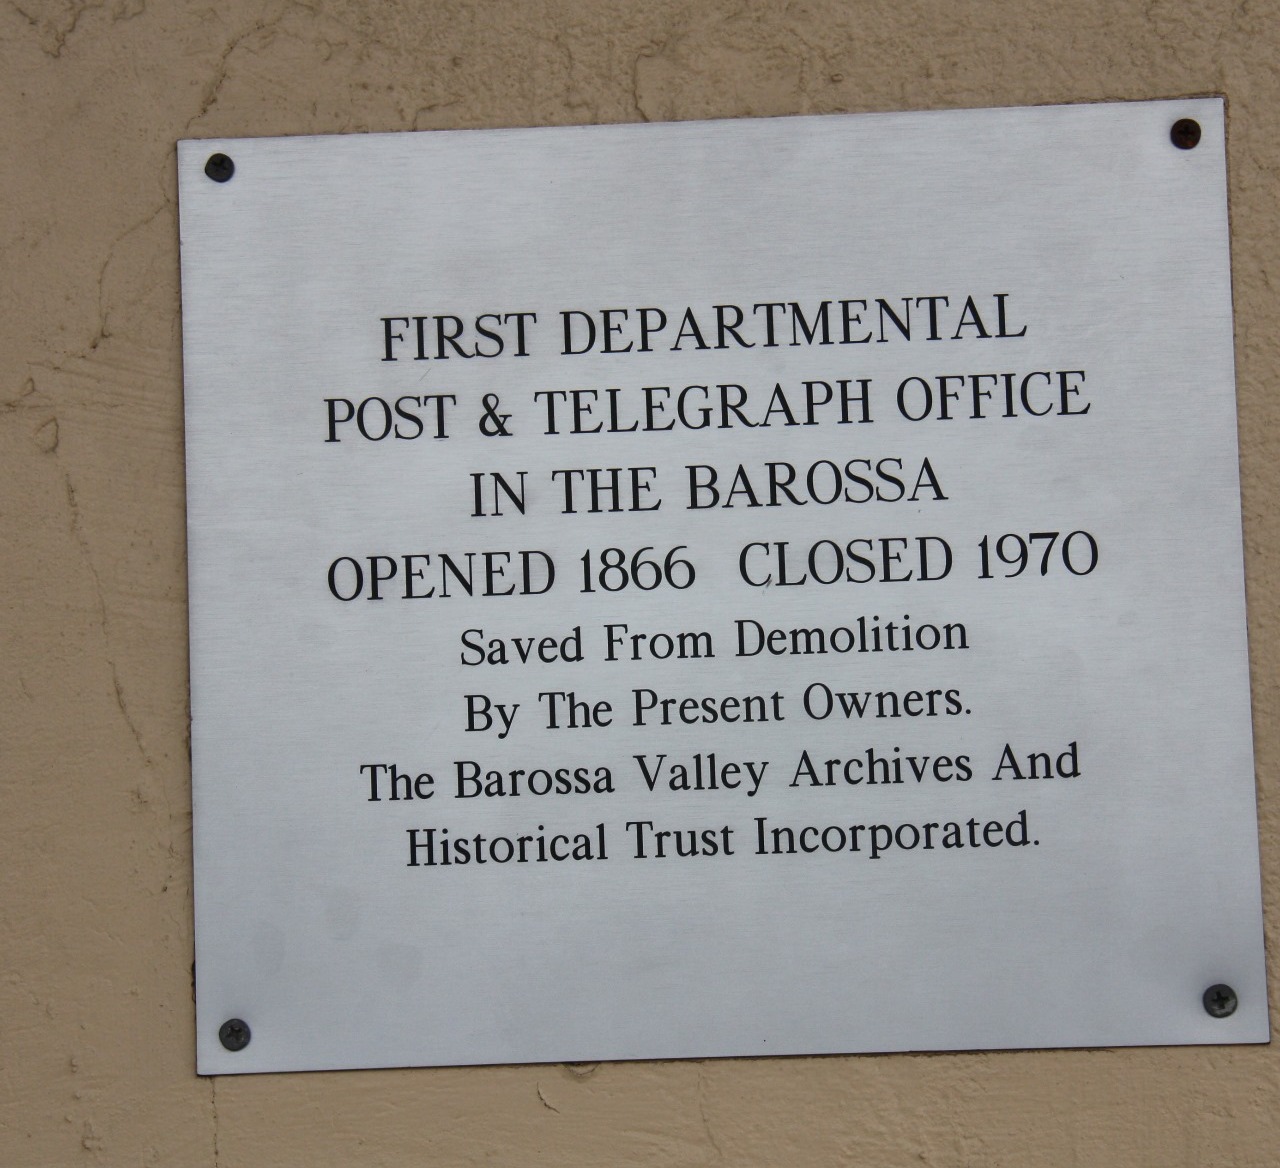 FIRST DEPARTMENTAL
POST & TELEGRAPH OFFICE
IN THE BAROSSA
OPENED 1866 CLOSED 1970
Saved From Demolition
By The Present Owners.
The Barossa Valley Archives And
Historical Trust Incorporated.